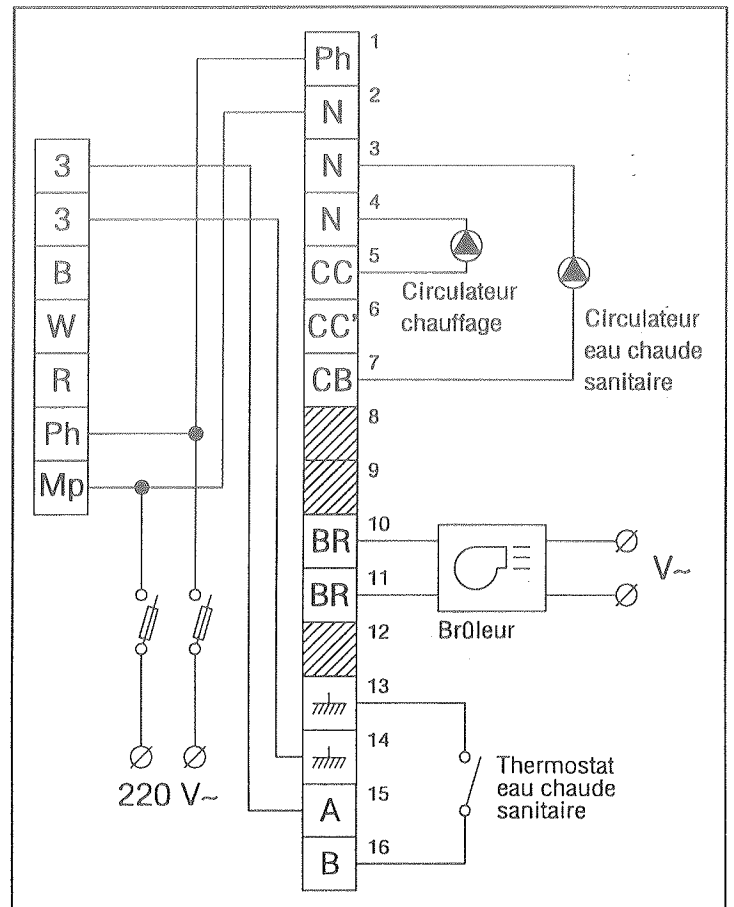 Ph 1
N 2
N 3
N 4
CC 5
CC' 6
CB 7
8
9
BR 10
BR 11
12
13
14
A 15
B 16
3
3
B
W
R
Ph
Mp
220 V~
Circulateur
chauffage
Circulateur
eau chaude
sanitaire
V~
Brûleur
Thermostat
eau chaude
sanitaire